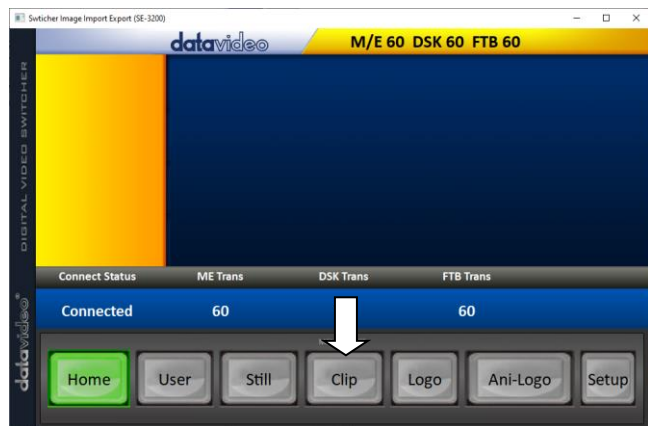 Swticher Image Import Export (SE-3200)
datavideo M/E 60 DSK 60 FTB 60
DIGITAL VIDEO SWITCHER
Connect Status ME Trans DSK Trans FTB Trans
Connected 60 60
datavideo®
Home User Still Clip Logo Ani-Logo Setup